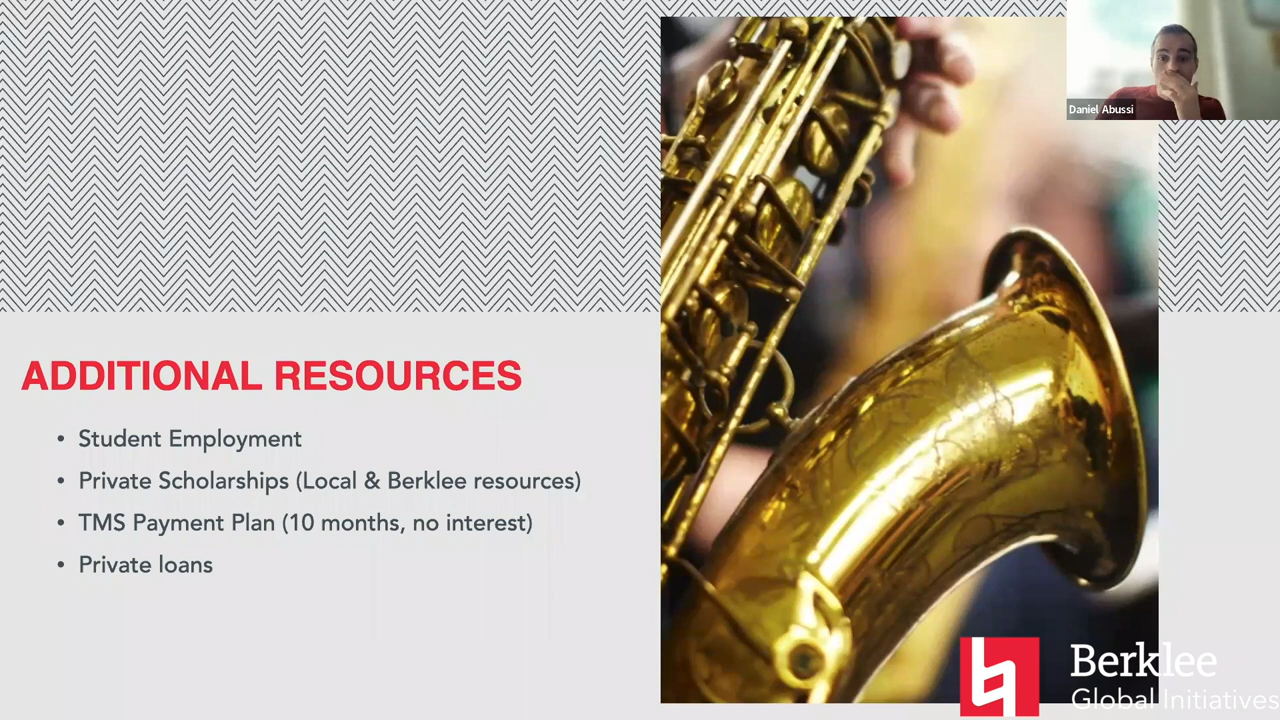 Daniel Abussi
ADDITIONAL RESOURCES
• Student Employment
• Private Scholarships (Local & Berklee resources)
• TMS Payment Plan (10 months, no interest)
• Private loans
Berklee
Global Initiatives